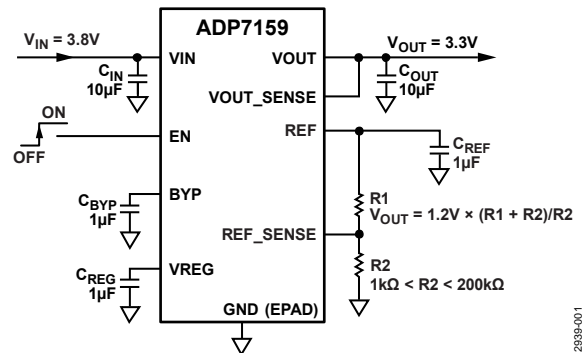 ADP7159
V_IN = 3.8V
VIN
C_IN
10µF
VOUT
V_OUT = 3.3V
C_OUT
10µF
VOUT_SENSE
ON
OFF
EN
REF
C_REF
1µF
BYP
C_BYP
1µF
R1
V_OUT = 1.2V × (R1 + R2)/R2
REF_SENSE
VREG
C_REG
1µF
R2
1kΩ < R2 < 200kΩ
GND (EPAD)
2939-001